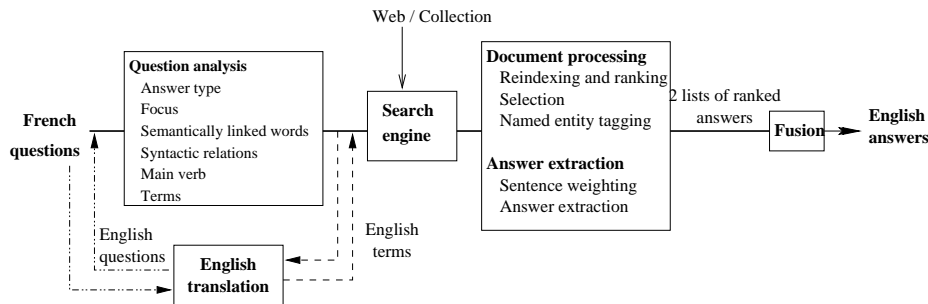 Web / Collection
Question analysis
Answer type
Focus
Semantically linked words
Syntactic relations
Main verb
Terms
French
questions
Search
engine
Document processing
Reindexing and ranking
Selection
Named entity tagging
Answer extraction
Sentence weighting
Answer extraction
2 lists of ranked
answers
Fusion
English
answers
English
questions
English
terms
English
translation